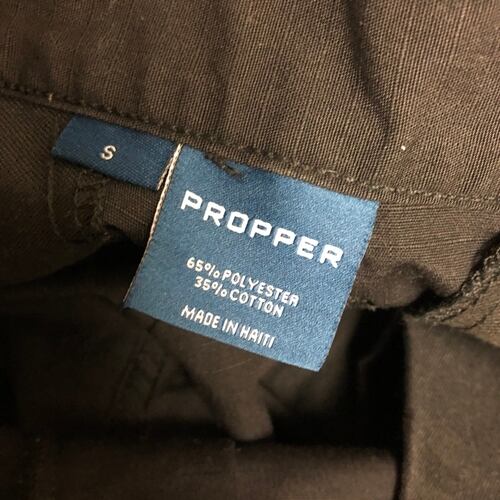 S
PROPPER
65% POLYESTER
35% COTTON
MADE IN HAITI